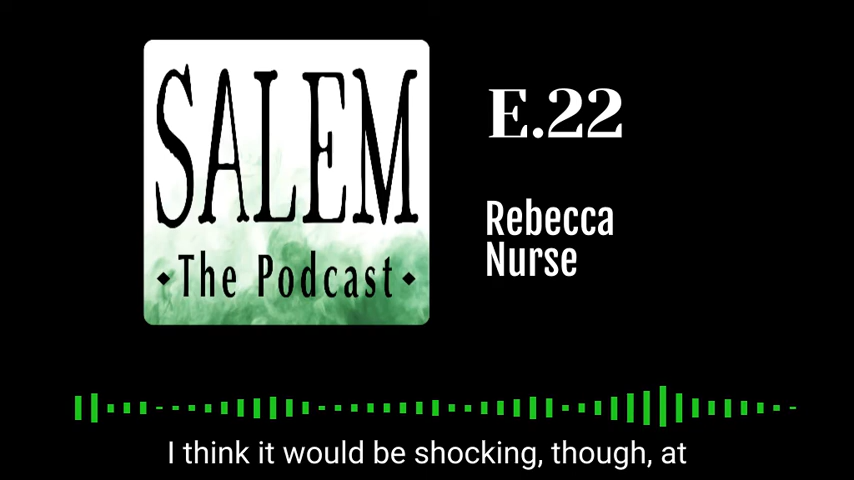 SALEM
The Podcast
E.22
Rebecca
Nurse
I think it would be shocking, though, at